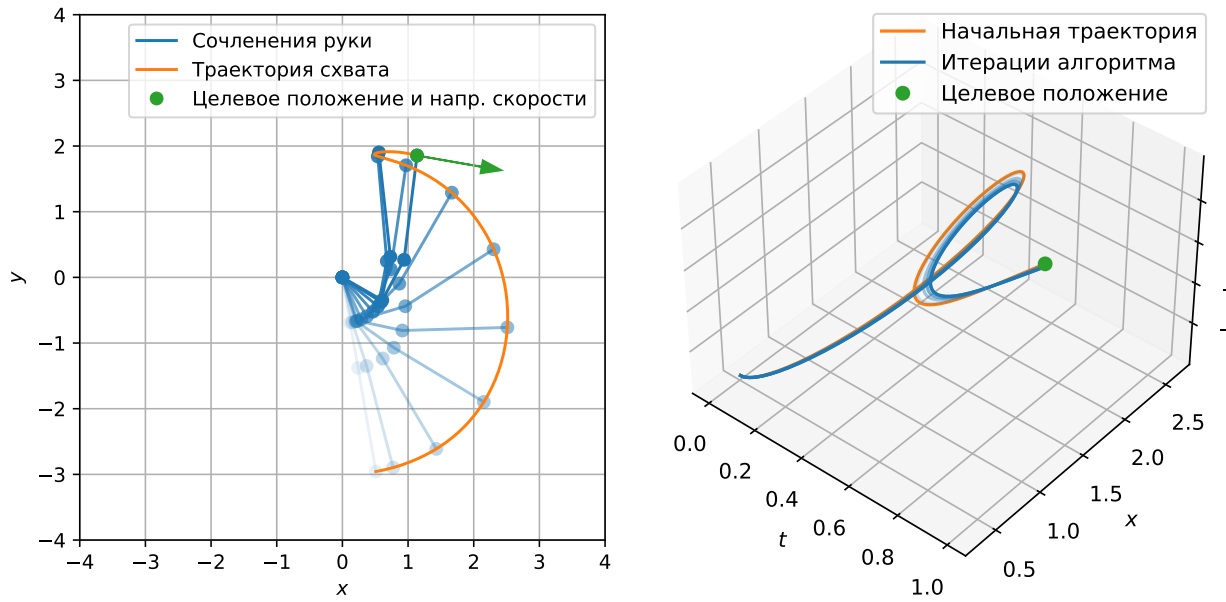 4
3
2
1
0
−1
−2
−3
−4
y
−4
−3
−2
−1
0
1
2
3
4
x
Сочленения руки
Траектория схвата
Целевое положение и напр. скорости
Начальная траектория
Итерации алгоритма
Целевое положение
0.0
0.2
0.4
0.6
0.8
1.0
t
0.5
1.0
1.5
2.0
2.5
x